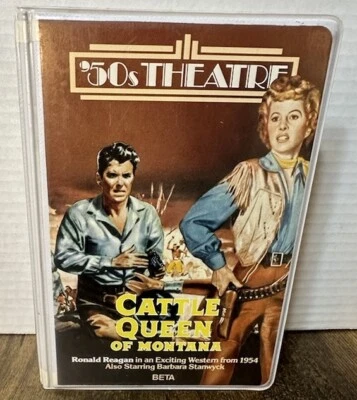 '50s THEATRE
CATTLE
QUEEN
OF MONTANA
Ronald Reagan in an Exciting Western from 1954
Also Starring Barbara Stanwyck
BETA